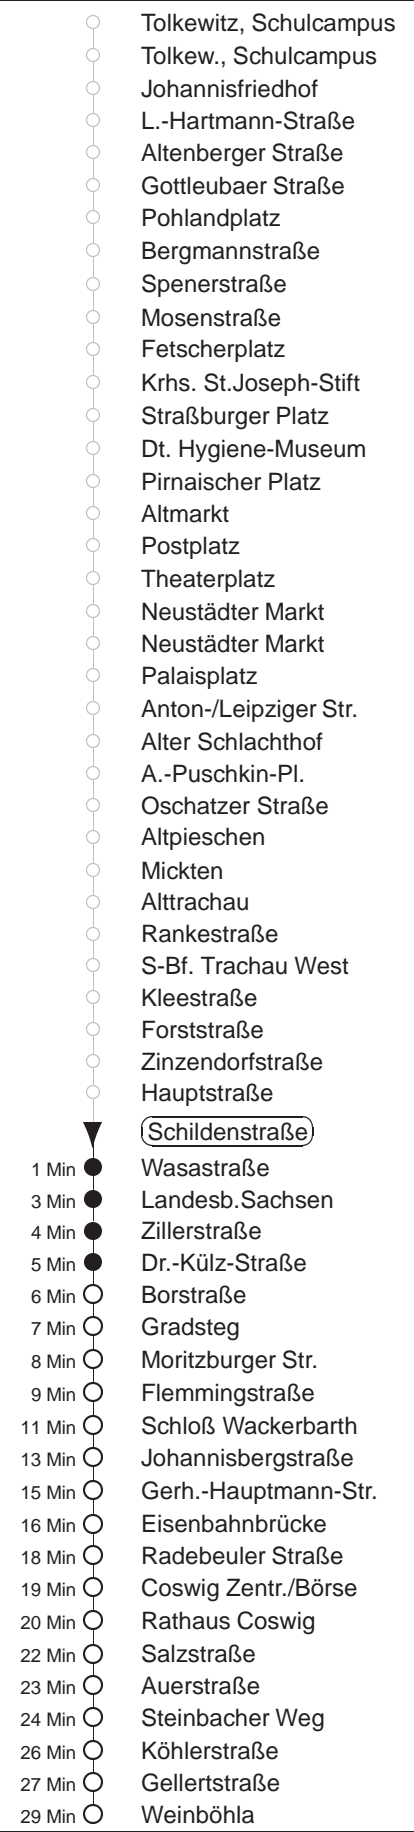 Tolkewitz, Schulcampus
Tolkew., Schulcampus
Johannisfriedhof
L.-Hartmann-Straße
Altenberger Straße
Gottleubaer Straße
Pohlandplatz
Bergmannstraße
Spenerstraße
Mosenstraße
Fetscherplatz
Krhs. St.Joseph-Stift
Straßburger Platz
Dt. Hygiene-Museum
Pirnaischer Platz
Altmarkt
Postplatz
Theaterplatz
Neustädter Markt
Neustädter Markt
Palaisplatz
Anton-/Leipziger Str.
Alter Schlachthof
A.-Puschkin-Pl.
Oschatzer Straße
Altpieschen
Mickten
Alttrachau
Rankestraße
S-Bf. Trachau West
Kleestraße
Forststraße
Zinzendorfstraße
Hauptstraße
Schildenstraße
1 Min Wasastraße
3 Min Landesb.Sachsen
4 Min Zillerstraße
5 Min Dr.-Külz-Straße
6 Min Borstraße
7 Min Gradsteg
8 Min Moritzburger Str.
9 Min Flemmingstraße
11 Min Schloß Wackerbarth
13 Min Johannisbergstraße
15 Min Gerh.-Hauptmann-Str.
16 Min Eisenbahnbrücke
18 Min Radebeuler Straße
19 Min Coswig Zentr./Börse
20 Min Rathaus Coswig
22 Min Salzstraße
23 Min Auerstraße
24 Min Steinbacher Weg
26 Min Köhlerstraße
27 Min Gellertstraße
29 Min Weinböhla